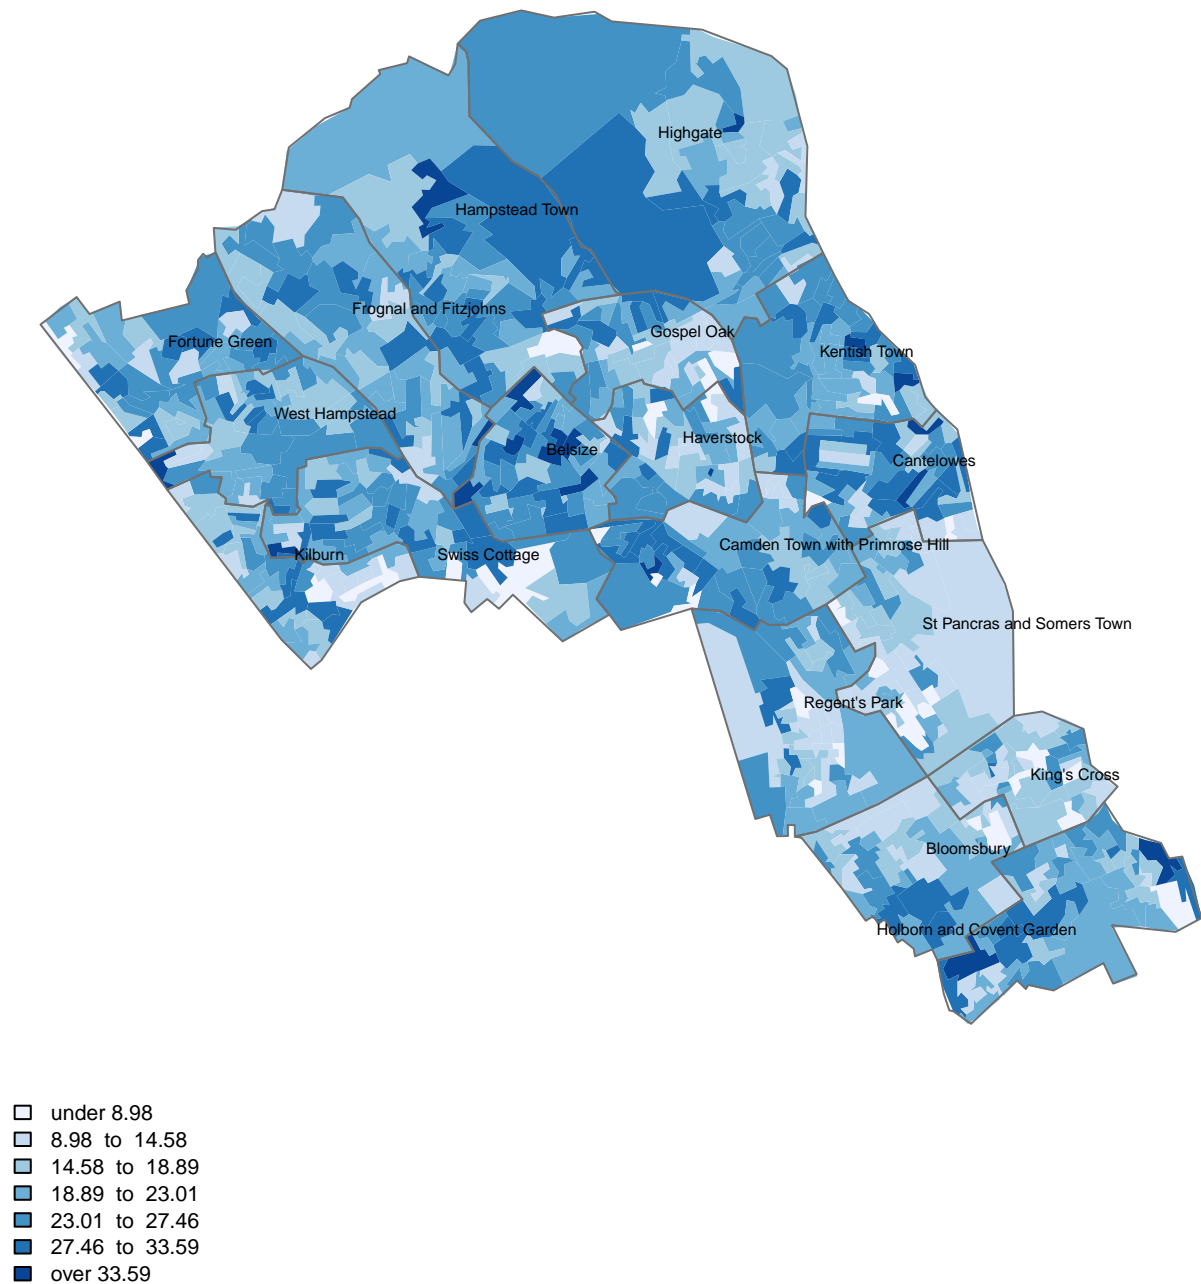 Highgate
Hampstead Town
Frognal and Fitzjohns
Gospel Oak
Fortune Green
Kentish Town
West Hampstead
Haverstock
Belsize
Cantelowes
Camden Town with Primrose Hill
Kilburn
Swiss Cottage
St Pancras and Somers Town
Regent's Park
King's Cross
Bloomsbury
Holborn and Covent Garden
under 8.98
8.98 to 14.58
14.58 to 18.89
18.89 to 23.01
23.01 to 27.46
27.46 to 33.59
over 33.59